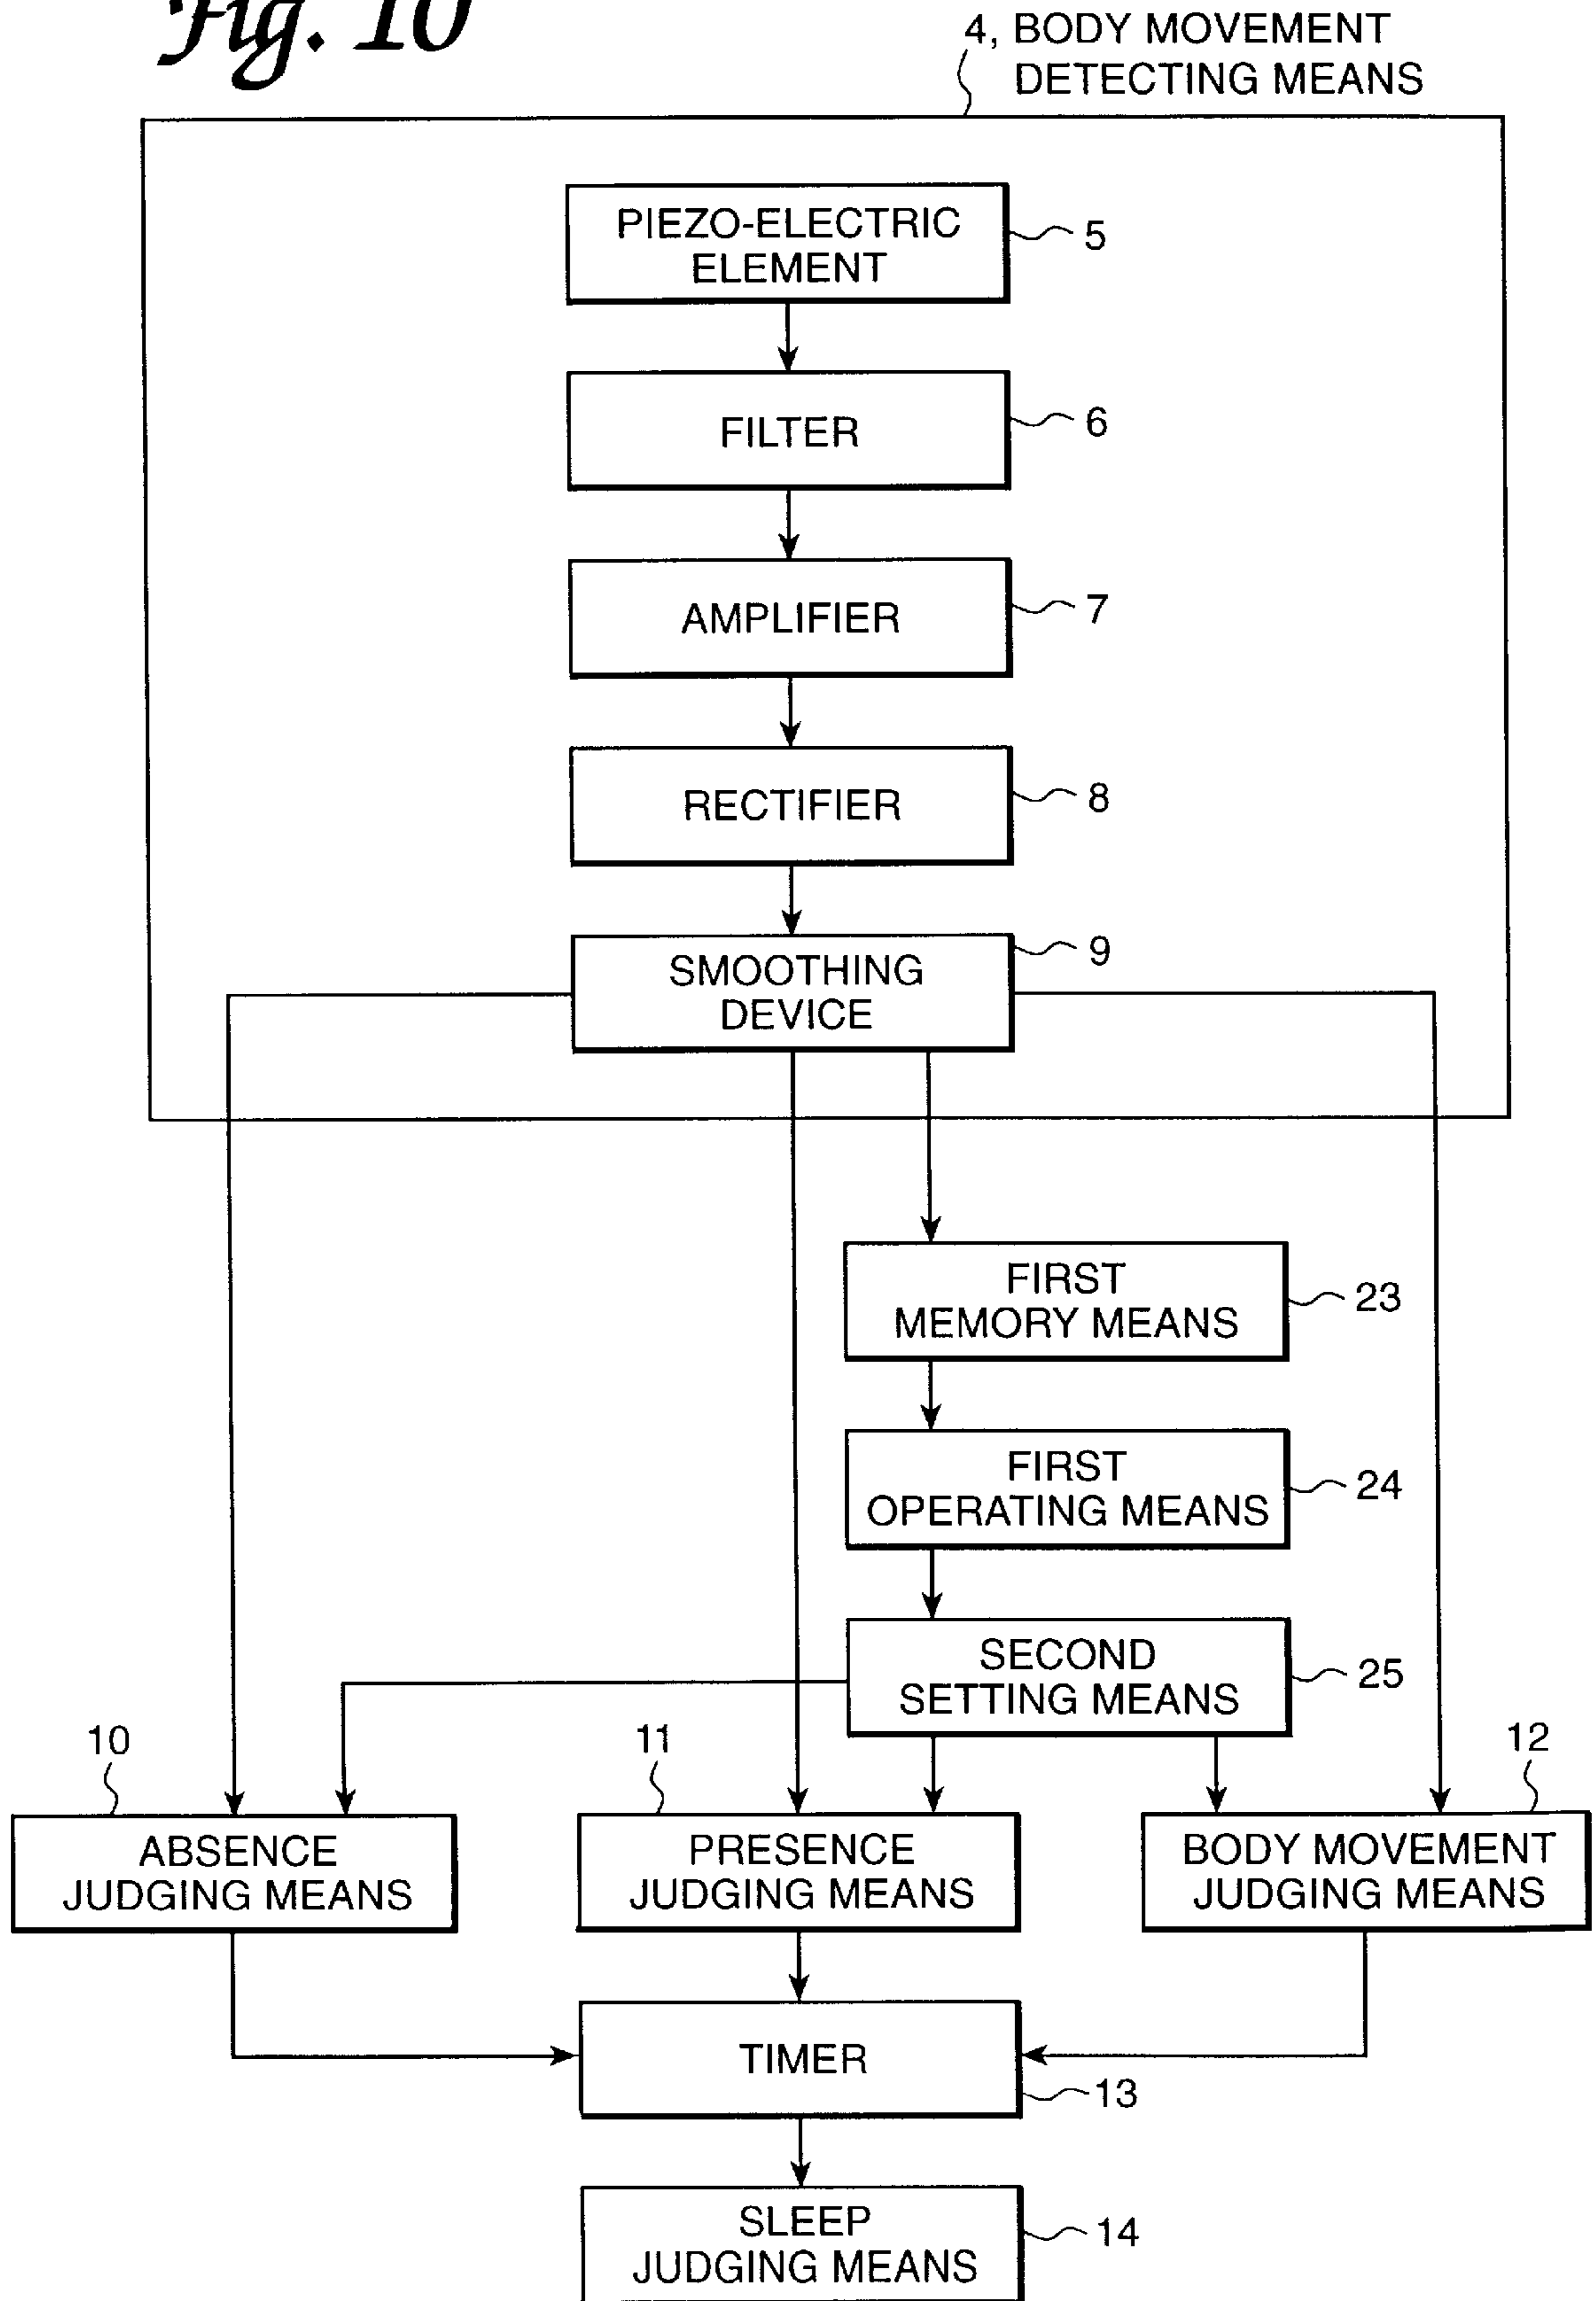 Fig. 10
4, BODY MOVEMENT
DETECTING MEANS
PIEZO-ELECTRIC
ELEMENT
5
FILTER
6
AMPLIFIER
7
RECTIFIER
8
SMOOTHING
DEVICE
9
FIRST
MEMORY MEANS
23
FIRST
OPERATING MEANS
24
SECOND
SETTING MEANS
25
10
ABSENCE
JUDGING MEANS
11
PRESENCE
JUDGING MEANS
12
BODY MOVEMENT
JUDGING MEANS
TIMER
13
SLEEP
JUDGING MEANS
14